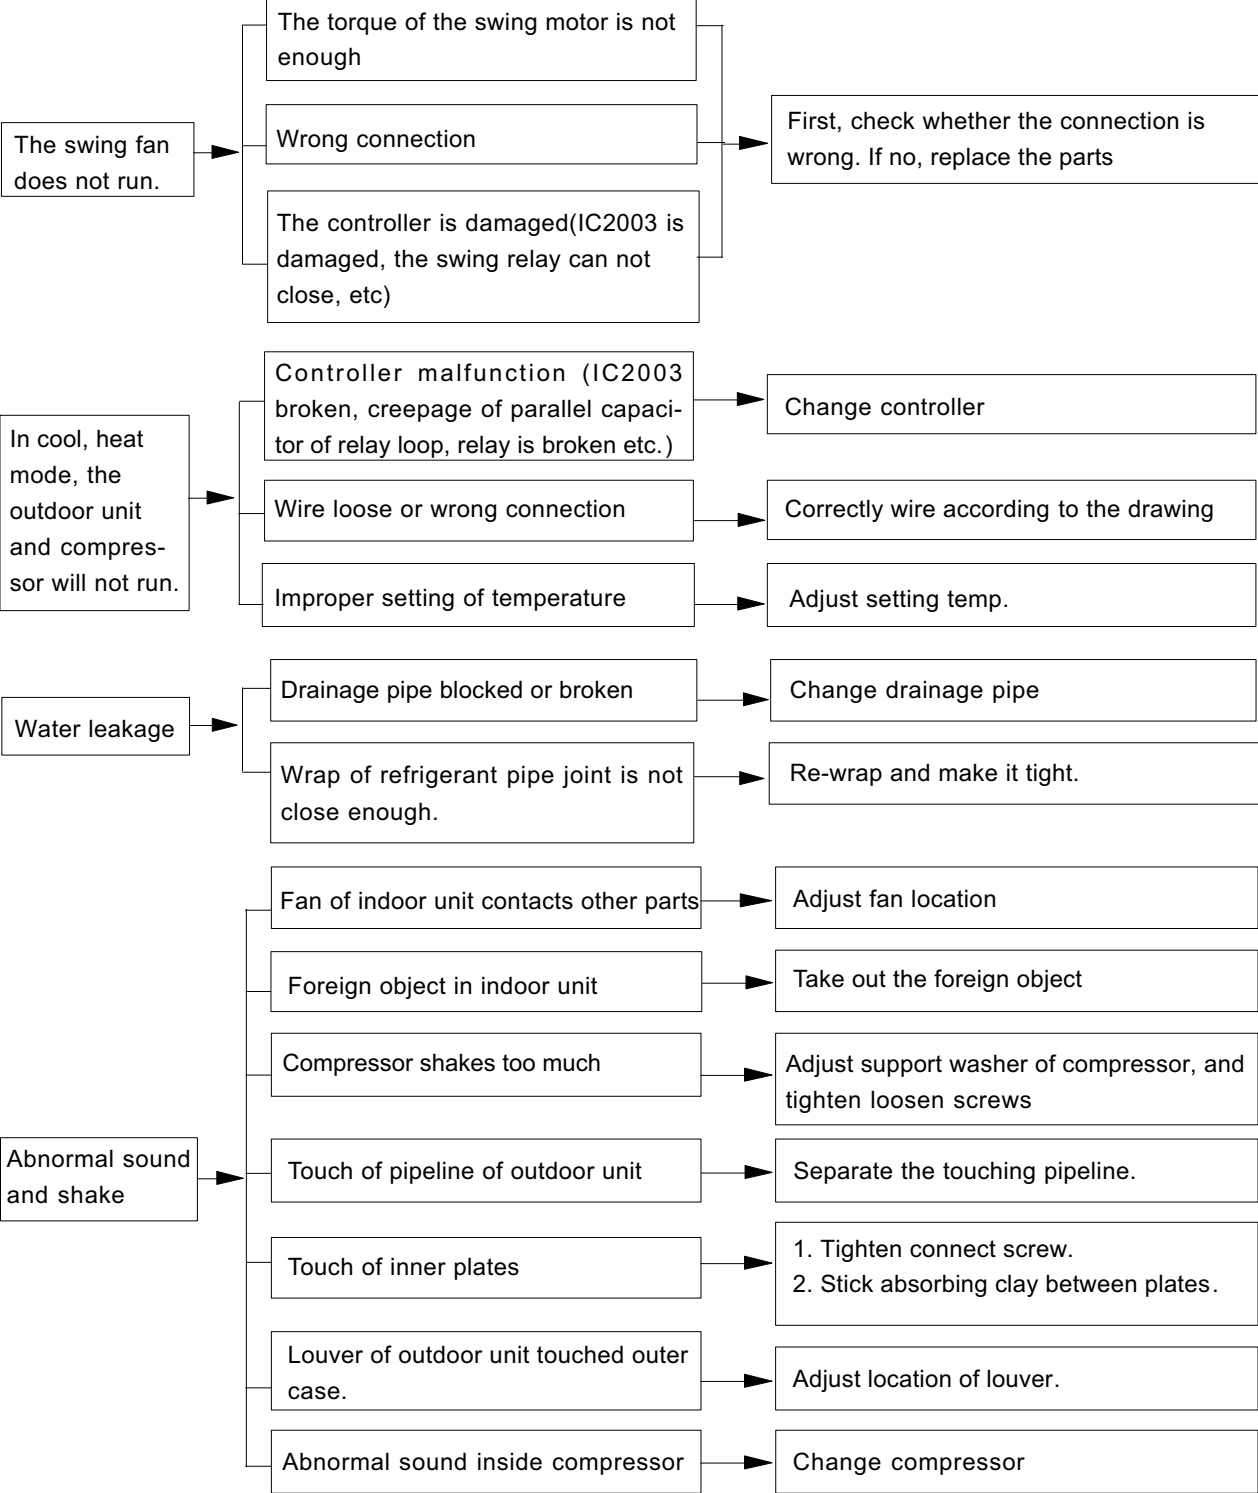 The torque of the swing motor is not
enough
Wrong connection
The swing fan
does not run.
First, check whether the connection is
wrong. If no, replace the parts
The controller is damaged(IC2003 is
damaged, the swing relay can not
close, etc)
In cool, heat
mode, the
outdoor unit
and compres-
sor will not run.
Controller malfunction (IC2003
broken, creepage of parallel capaci-
tor of relay loop, relay is broken etc.)
Change controller
Wire loose or wrong connection
Correctly wire according to the drawing
Improper setting of temperature
Adjust setting temp.
Water leakage
Drainage pipe blocked or broken
Change drainage pipe
Wrap of refrigerant pipe joint is not
close enough.
Re-wrap and make it tight.
Abnormal sound
and shake
Fan of indoor unit contacts other parts
Adjust fan location
Foreign object in indoor unit
Take out the foreign object
Compressor shakes too much
Adjust support washer of compressor, and
tighten loosen screws
Touch of pipeline of outdoor unit
Separate the touching pipeline.
Touch of inner plates
1. Tighten connect screw.
2. Stick absorbing clay between plates.
Louver of outdoor unit touched outer
case.
Adjust location of louver.
Abnormal sound inside compressor
Change compressor